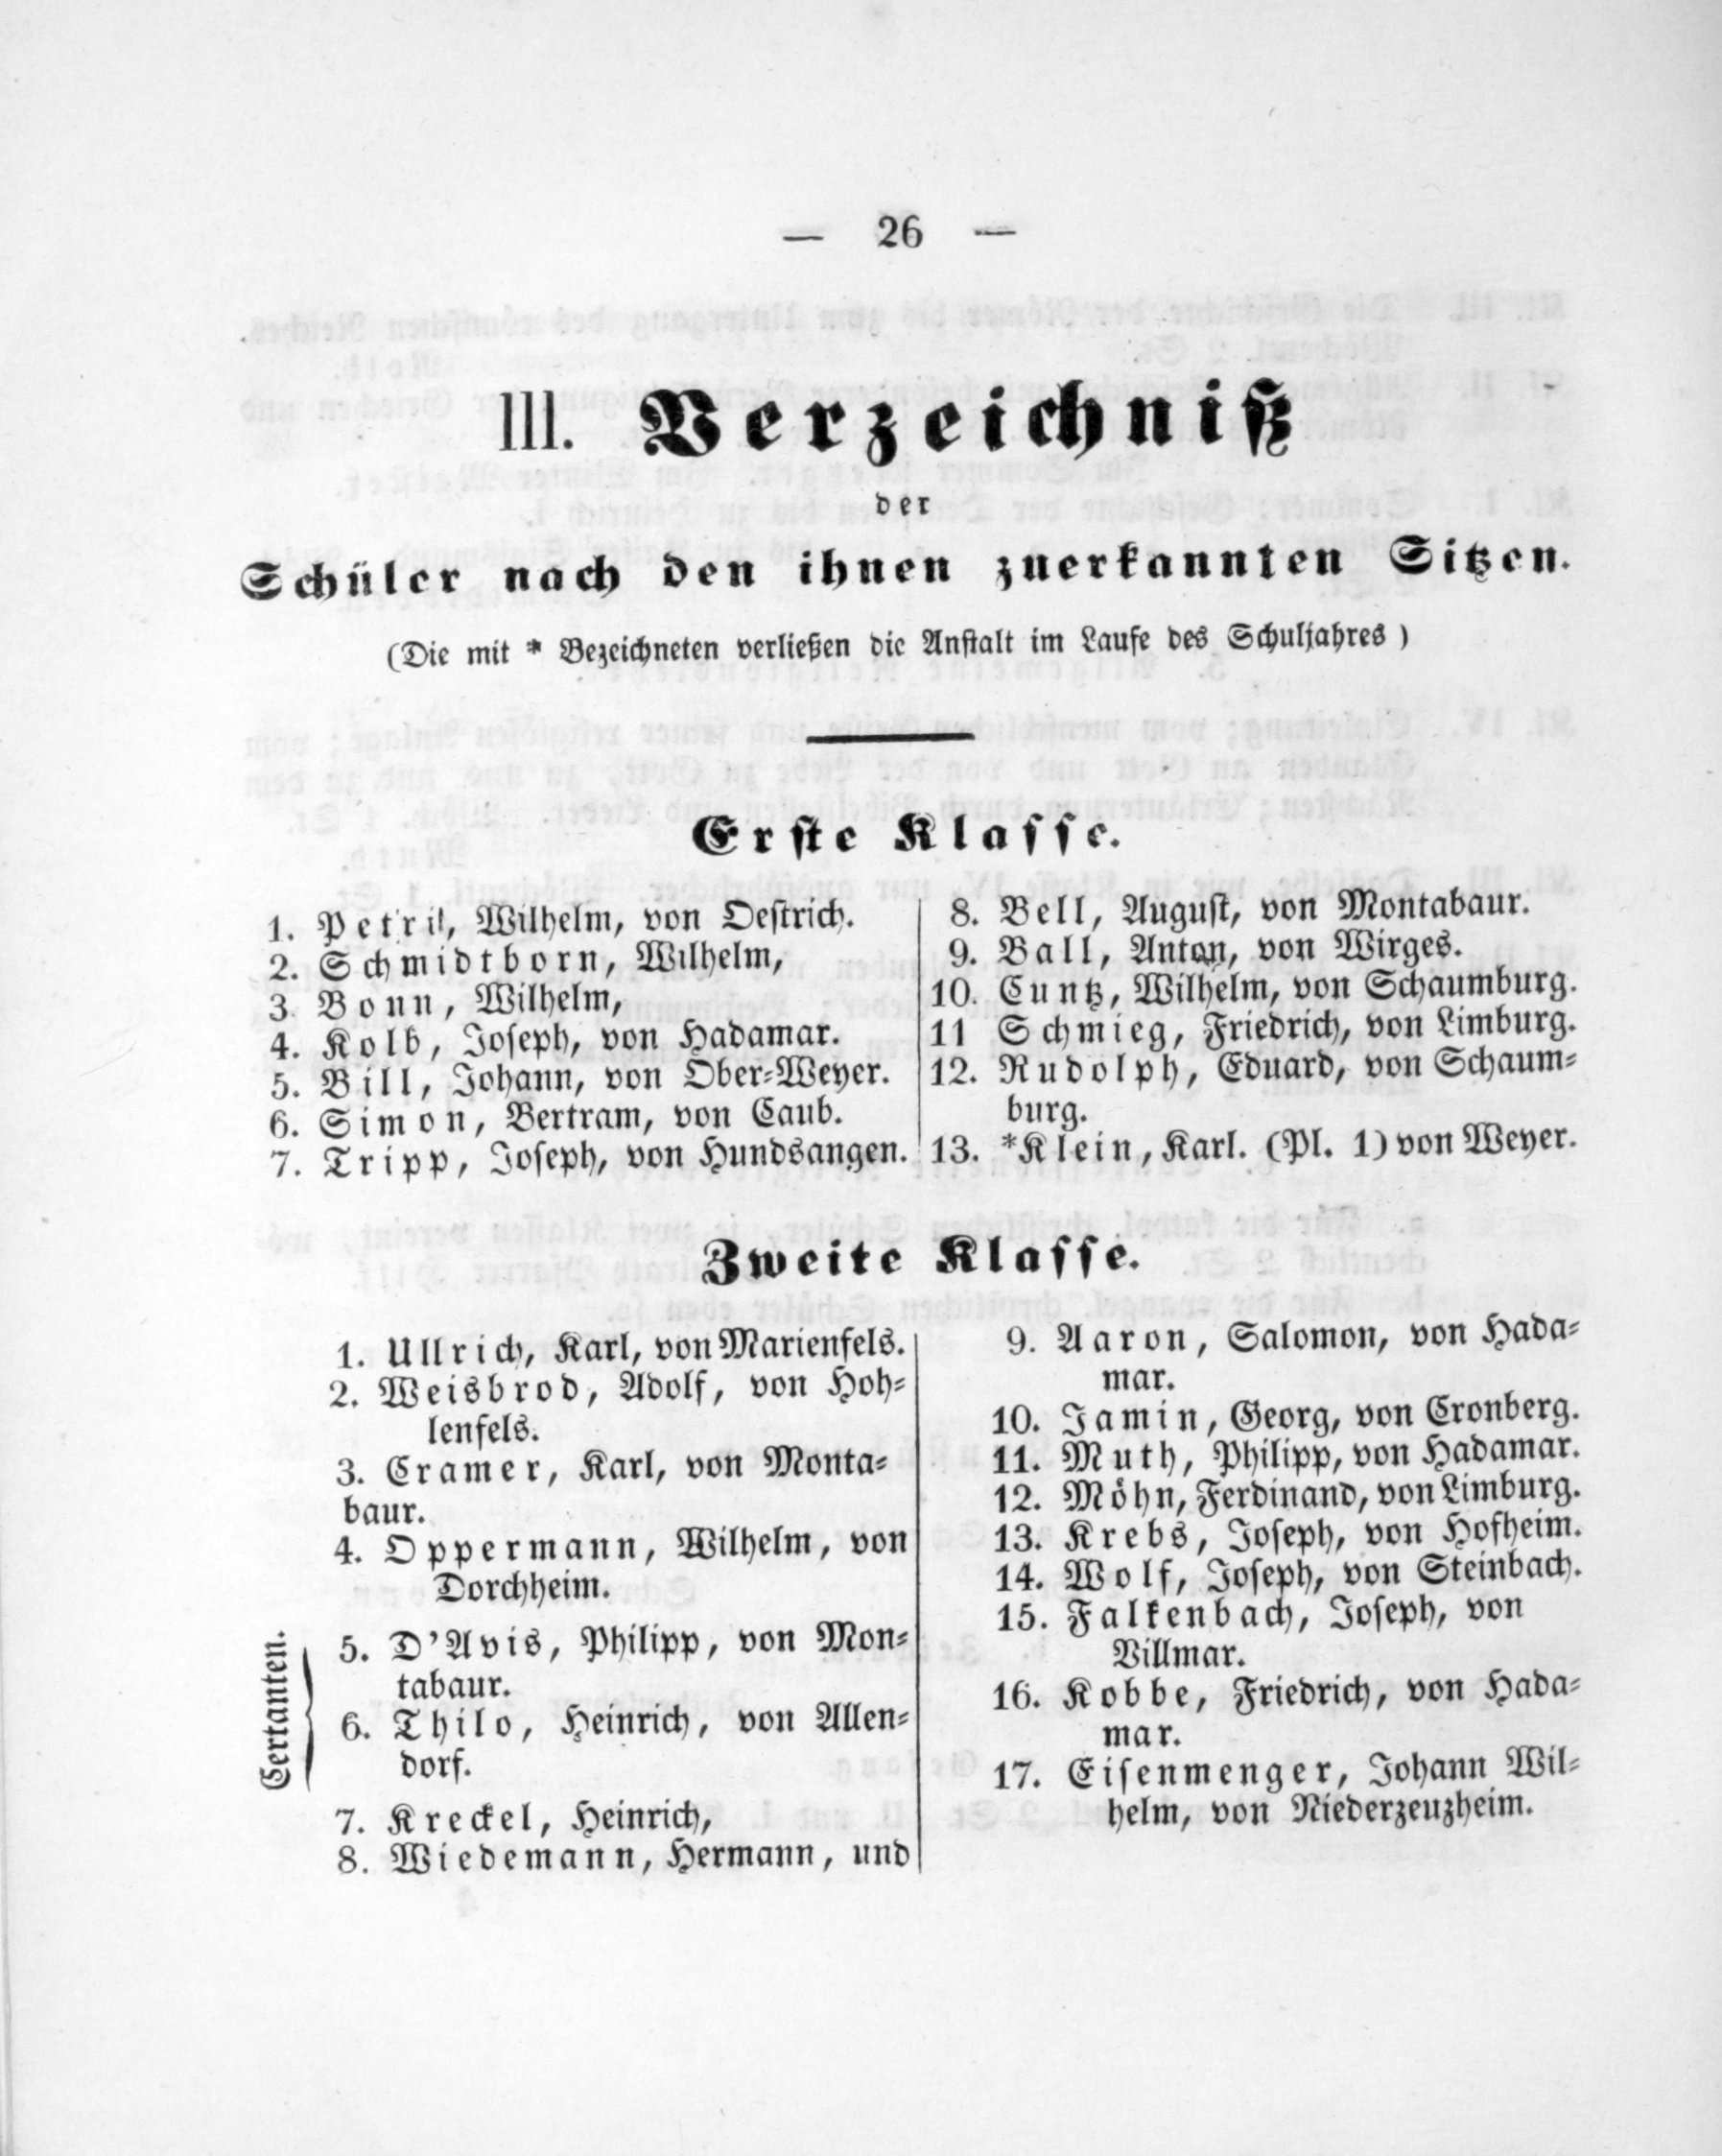 — 26 —
III. Verzeichniß
der
Schüler nach den ihnen zuerkannten Sitzen.
(Die mit * Bezeichneten verließen die Anstalt im Laufe des Schuljahres)
Erste Klasse.
1. Petri, Wilhelm, von Oestrich.
2. Schmidtborn, Wilhelm,
3. Bonn, Wilhelm,
4. Kolb, Joseph, von Hadamar.
5. Bill, Johann, von Ober-Weyer.
6. Simon, Bertram, von Caub.
7. Tripp, Joseph, von Hundsangen.
8. Bell, August, von Montabaur.
9. Ball, Anton, von Wirges.
10. Cuntz, Wilhelm, von Schaumburg.
11 Schmieg, Friedrich, von Limburg.
12. Rudolph, Eduard, von Schaum-
burg.
13. *Klein, Karl. (Pl. 1) von Weyer.
Zweite Klasse.
1. Ullrich, Karl, von Marienfels.
2. Weisbrod, Adolf, von Hoh-
lenfels.
3. Cramer, Karl, von Monta-
baur.
4. Oppermann, Wilhelm, von
Dorchheim.
Certanten.
5. D'Avis, Philipp, von Mon-
tabaur.
6. Thilo, Heinrich, von Allen-
dorf.
7. Kreckel, Heinrich,
8. Wiedemann, Hermann, und
9. Aaron, Salomon, von Hada-
mar.
10. Jamin, Georg, von Cronberg.
11. Muth, Philipp, von Hadamar.
12. Möhn, Ferdinand, von Limburg.
13. Krebs, Joseph, von Hofheim.
14. Wolf, Joseph, von Steinbach.
15. Falkenbach, Joseph, von
Villmar.
16. Kobbe, Friedrich, von Hada-
mar.
17. Eisenmenger, Johann Wil-
helm, von Niederzeuzheim.